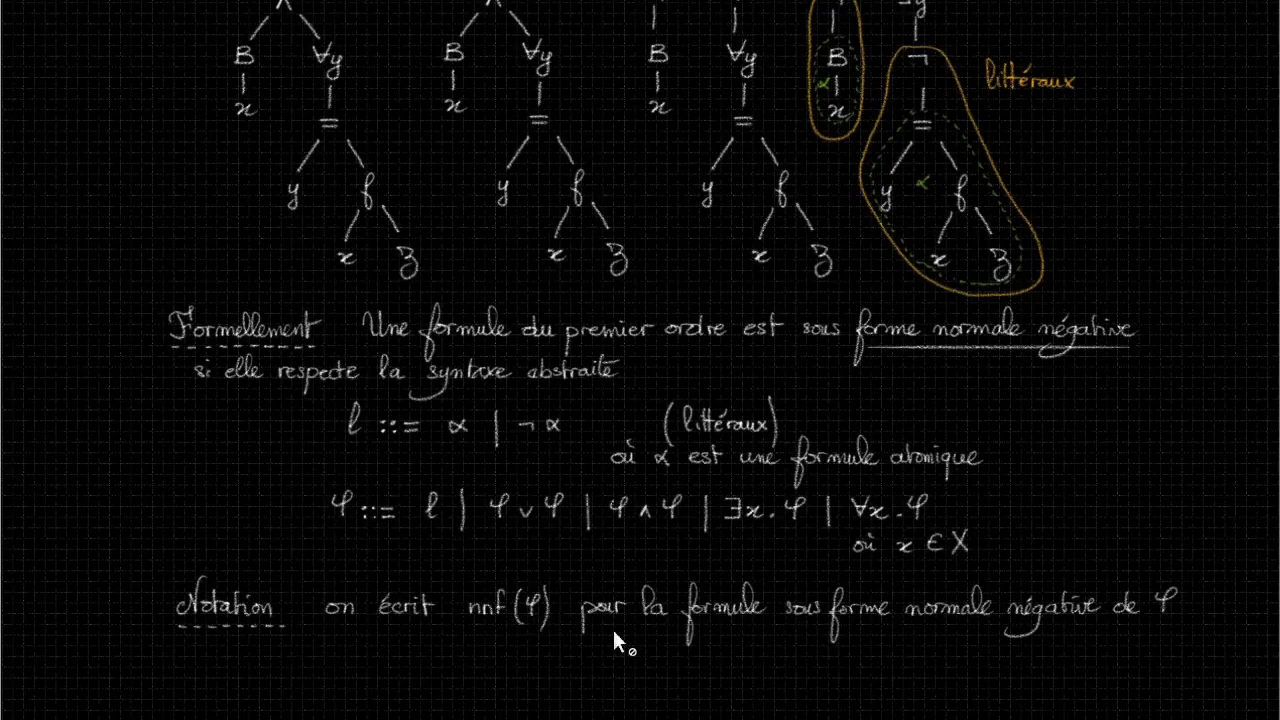 ∧ ∧ ∃y
B ∀y B ∀y B ∀y B ¬ littéraux
x x x α x
= = = =
y f y f y f y α f
x z x z x z x z
Formellement Une formule du premier ordre est sous forme normale négative
si elle respecte la syntaxe abstraite
l ::= α | ¬ α (littéraux)
où α est une formule atomique
φ ::= l | φ ∨ φ | φ ∧ φ | ∃x. φ | ∀x. φ
où x ∈ X
Notation on écrit nnf(φ) pour la formule sous forme normale négative de φ